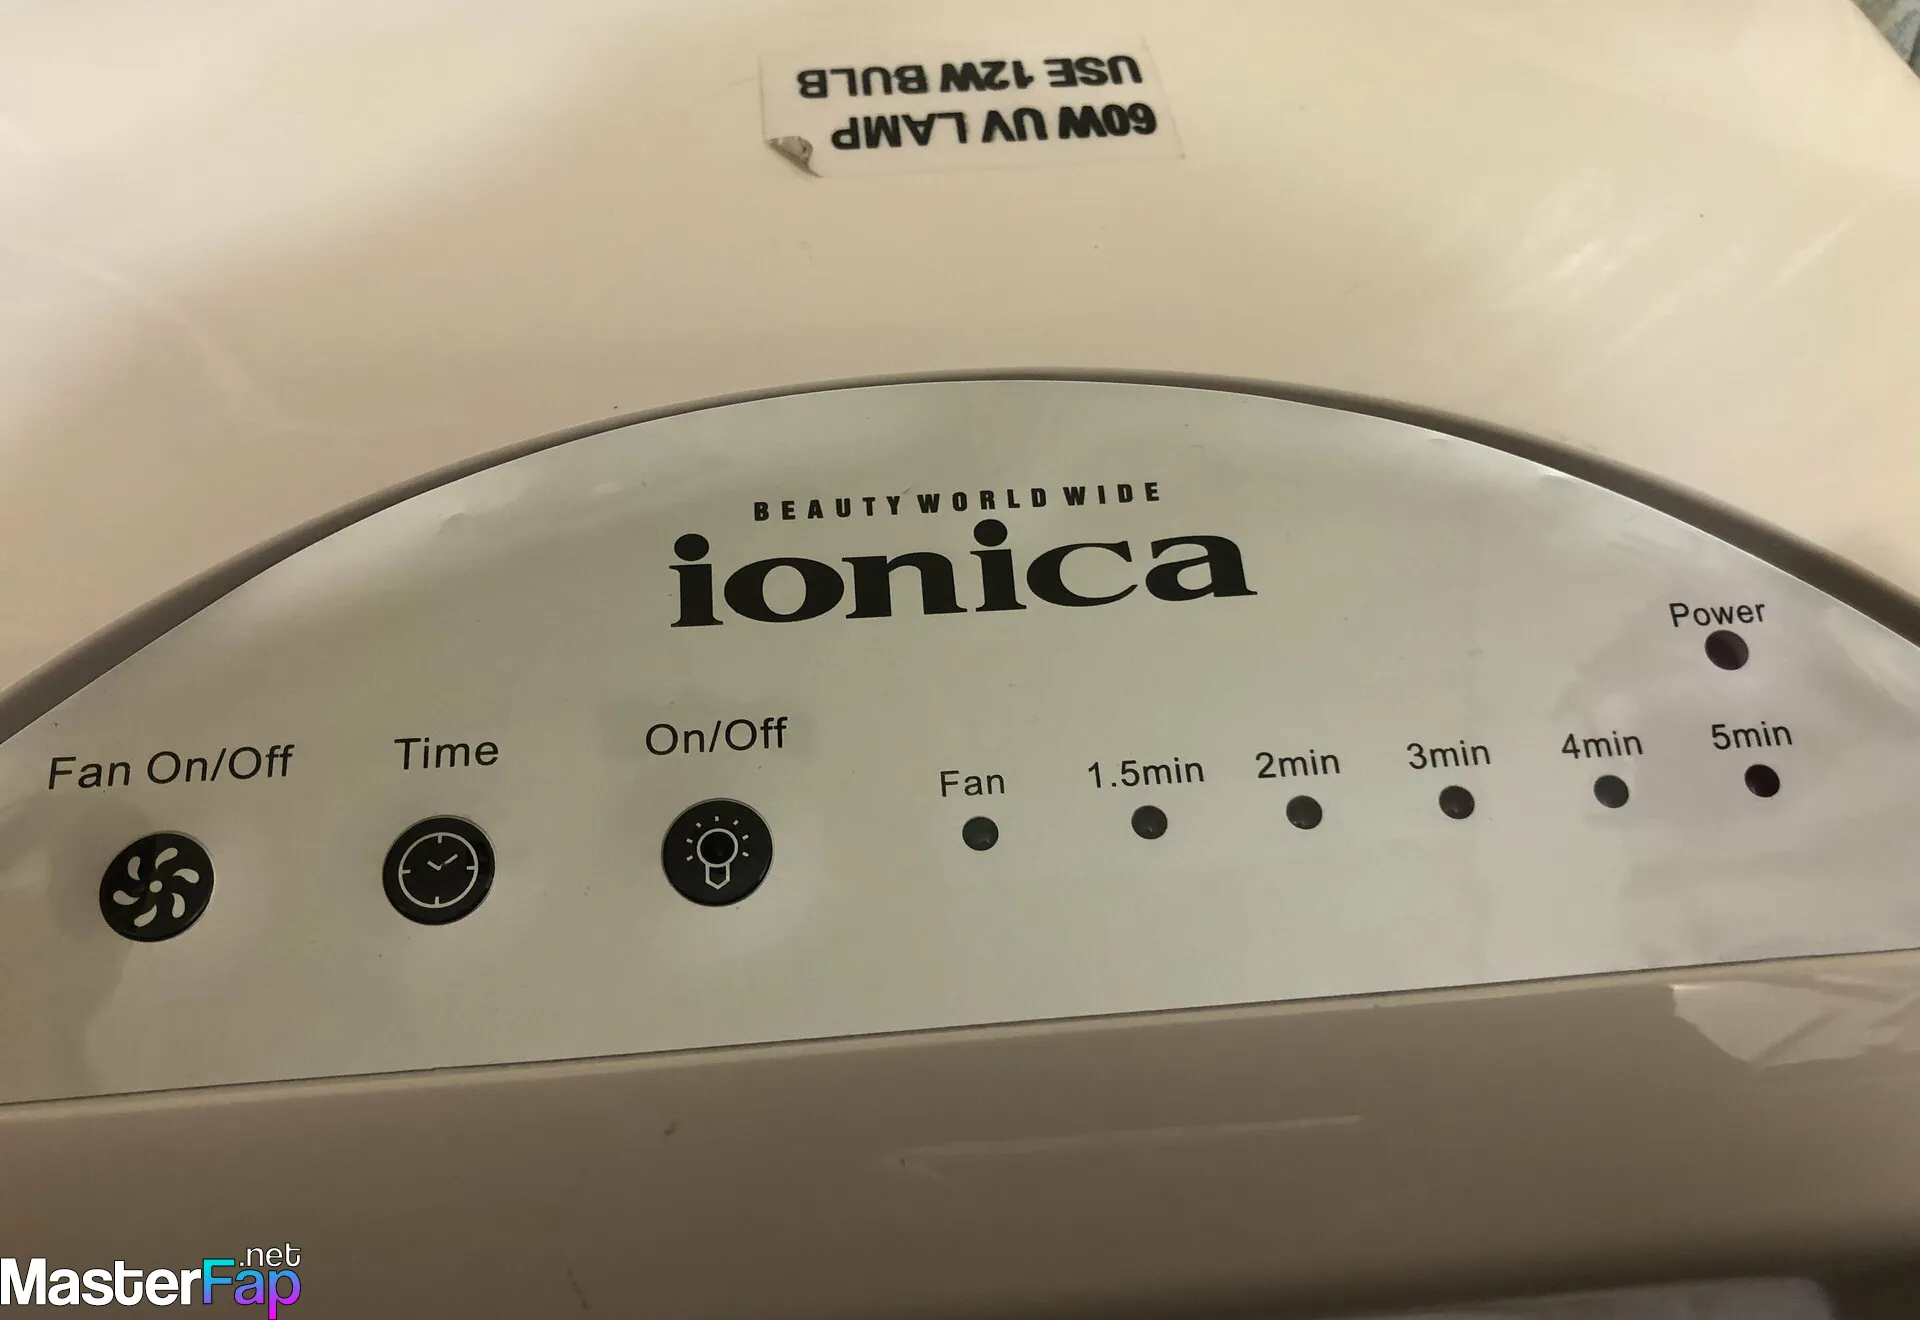 60W UV LAMP
USE 12W BULB
BEAUTY WORLD WIDE
ionica
Power
Fan On/Off
Time
On/Off
Fan
1.5min
2min
3min
4min
5min
MasterFap.net